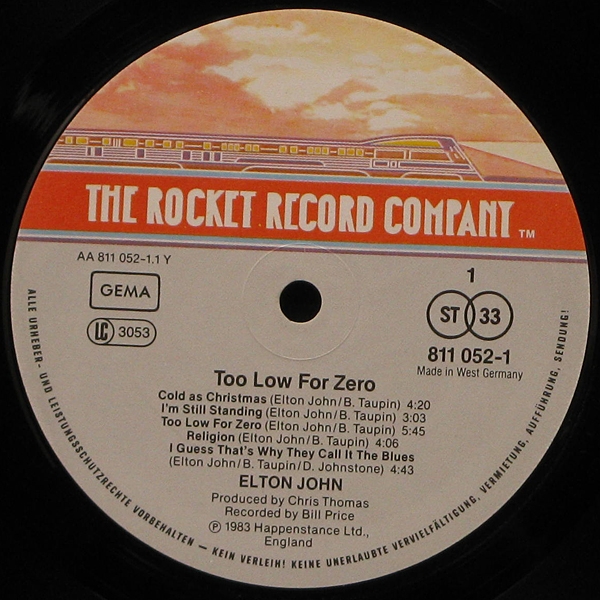 THE ROCKET RECORD COMPANY TM
AA 811 052-1.1 Y
GEMA
LC 3053
1
ST 33
811 052-1
Made in West Germany
Too Low For Zero
Cold as Christmas (Elton John/B. Taupin) 4:20
I'm Still Standing (Elton John/B. Taupin) 3:03
Too Low For Zero (Elton John/B. Taupin) 5:45
Religion (Elton John/B. Taupin) 4:06
I Guess That's Why They Call It The Blues
(Elton John/B. Taupin/D. Johnstone) 4:43
ELTON JOHN
Produced by Chris Thomas
Recorded by Bill Price
Ⓟ 1983 Happenstance Ltd.,
England
ALLE URHEBER- UND LEISTUNGSSCHUTZRECHTE VORBEHALTEN — KEIN VERLEIH! KEINE UNERLAUBTE VERVIELFÄLTIGUNG, VERMIETUNG, AUFFÜHRUNG, SENDUNG!